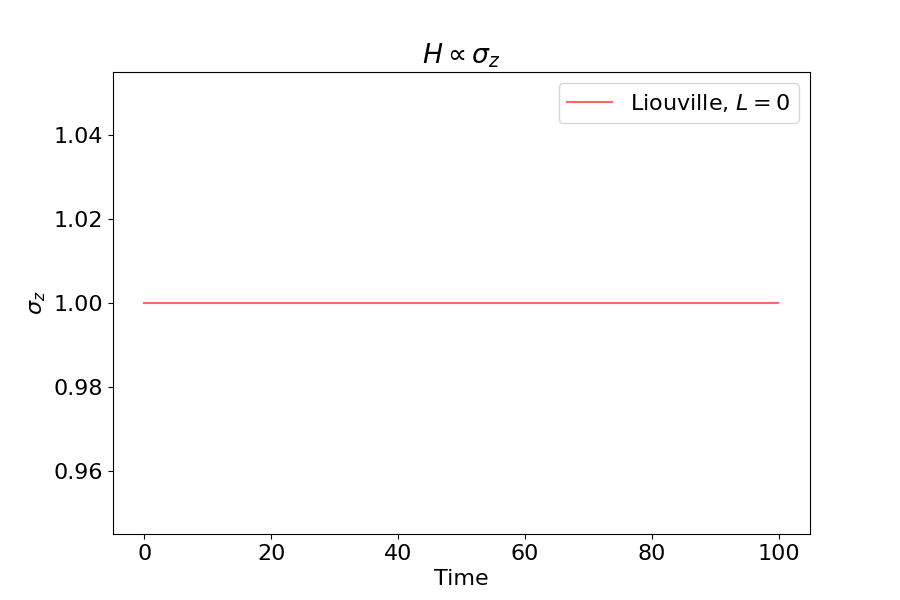 H ∝ σ_z
Liouville, L = 0
1.04
1.02
1.00
0.98
0.96
σ_z
0 20 40 60 80 100
Time